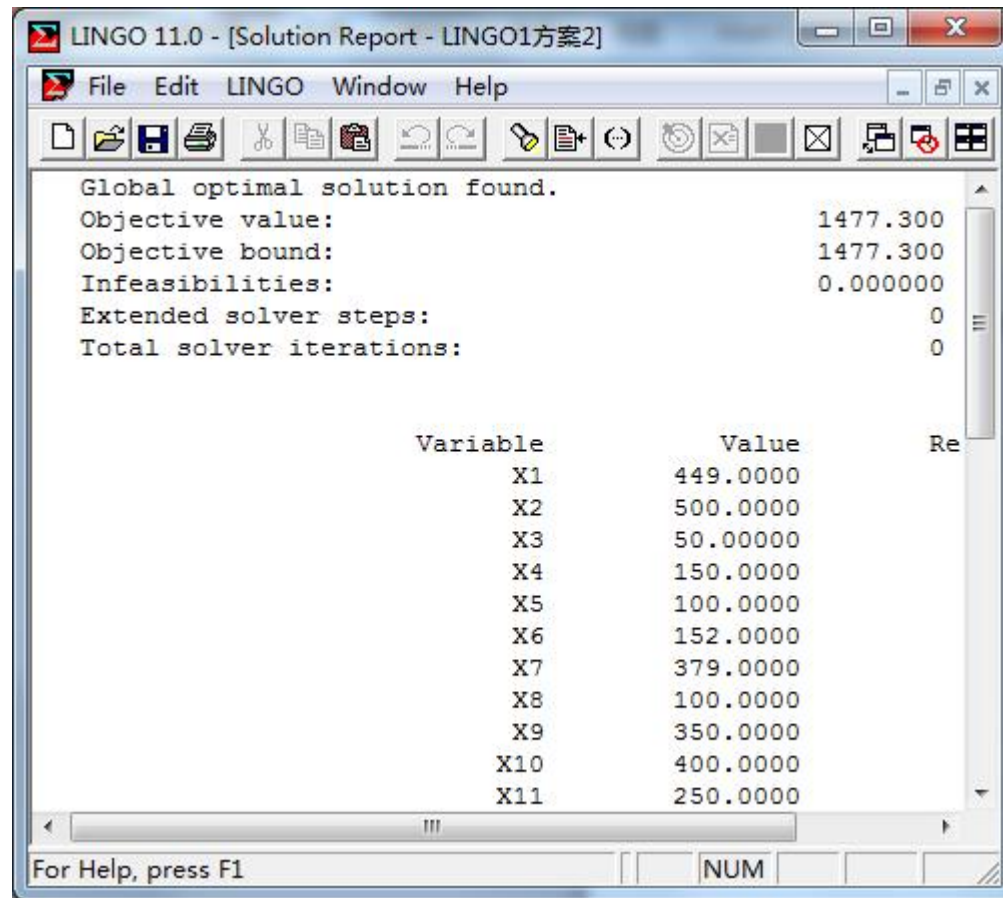 LINGO 11.0 - [Solution Report - LINGO1方案2]
File Edit LINGO Window Help
Global optimal solution found.
Objective value: 1477.300
Objective bound: 1477.300
Infeasibilities: 0.000000
Extended solver steps: 0
Total solver iterations: 0
Variable Value Re
X1 449.0000
X2 500.0000
X3 50.00000
X4 150.0000
X5 100.0000
X6 152.0000
X7 379.0000
X8 100.0000
X9 350.0000
X10 400.0000
X11 250.0000
For Help, press F1 NUM